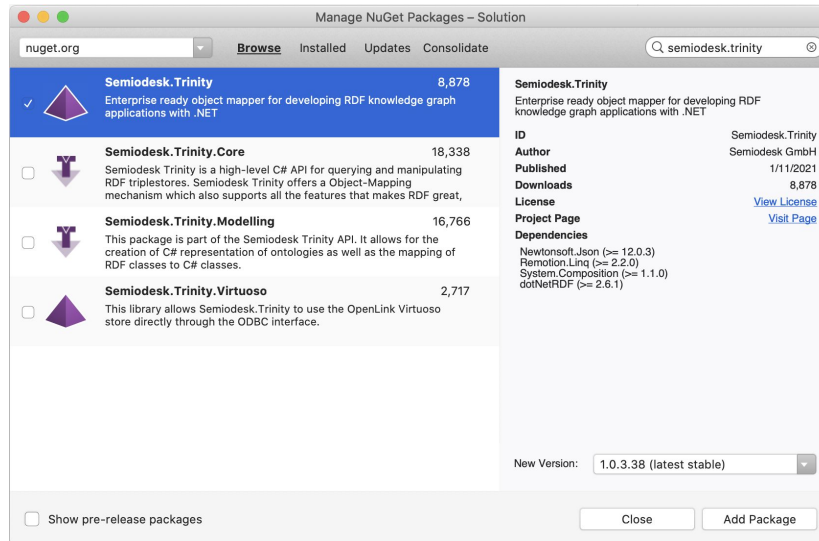 Manage NuGet Packages – Solution
nuget.org
Browse Installed Updates Consolidate
semiodesk.trinity
Semiodesk.Trinity 8,878
Enterprise ready object mapper for developing RDF knowledge graph
applications with .NET
Semiodesk.Trinity.Core 18,338
Semiodesk Trinity is a high-level C# API for querying and manipulating
RDF triplestores. Semiodesk Trinity offers a Object-Mapping
mechanism which also supports all the features that makes RDF great,
Semiodesk.Trinity.Modelling 16,766
This package is part of the Semiodesk Trinity API. It allows for the
creation of C# representation of ontologies as well as the mapping of
RDF classes to C# classes.
Semiodesk.Trinity.Virtuoso 2,717
This library allows Semiodesk.Trinity to use the OpenLink Virtuoso
store directly through the ODBC interface.
Semiodesk.Trinity
Enterprise ready object mapper for developing RDF
knowledge graph applications with .NET
ID Semiodesk.Trinity
Author Semiodesk GmbH
Published 1/11/2021
Downloads 8,878
License View License
Project Page Visit Page
Dependencies
Newtonsoft.Json (>= 12.0.3)
Remotion.Linq (>= 2.2.0)
System.Composition (>= 1.1.0)
dotNetRDF (>= 2.6.1)
New Version: 1.0.3.38 (latest stable)
Show pre-release packages
Close Add Package